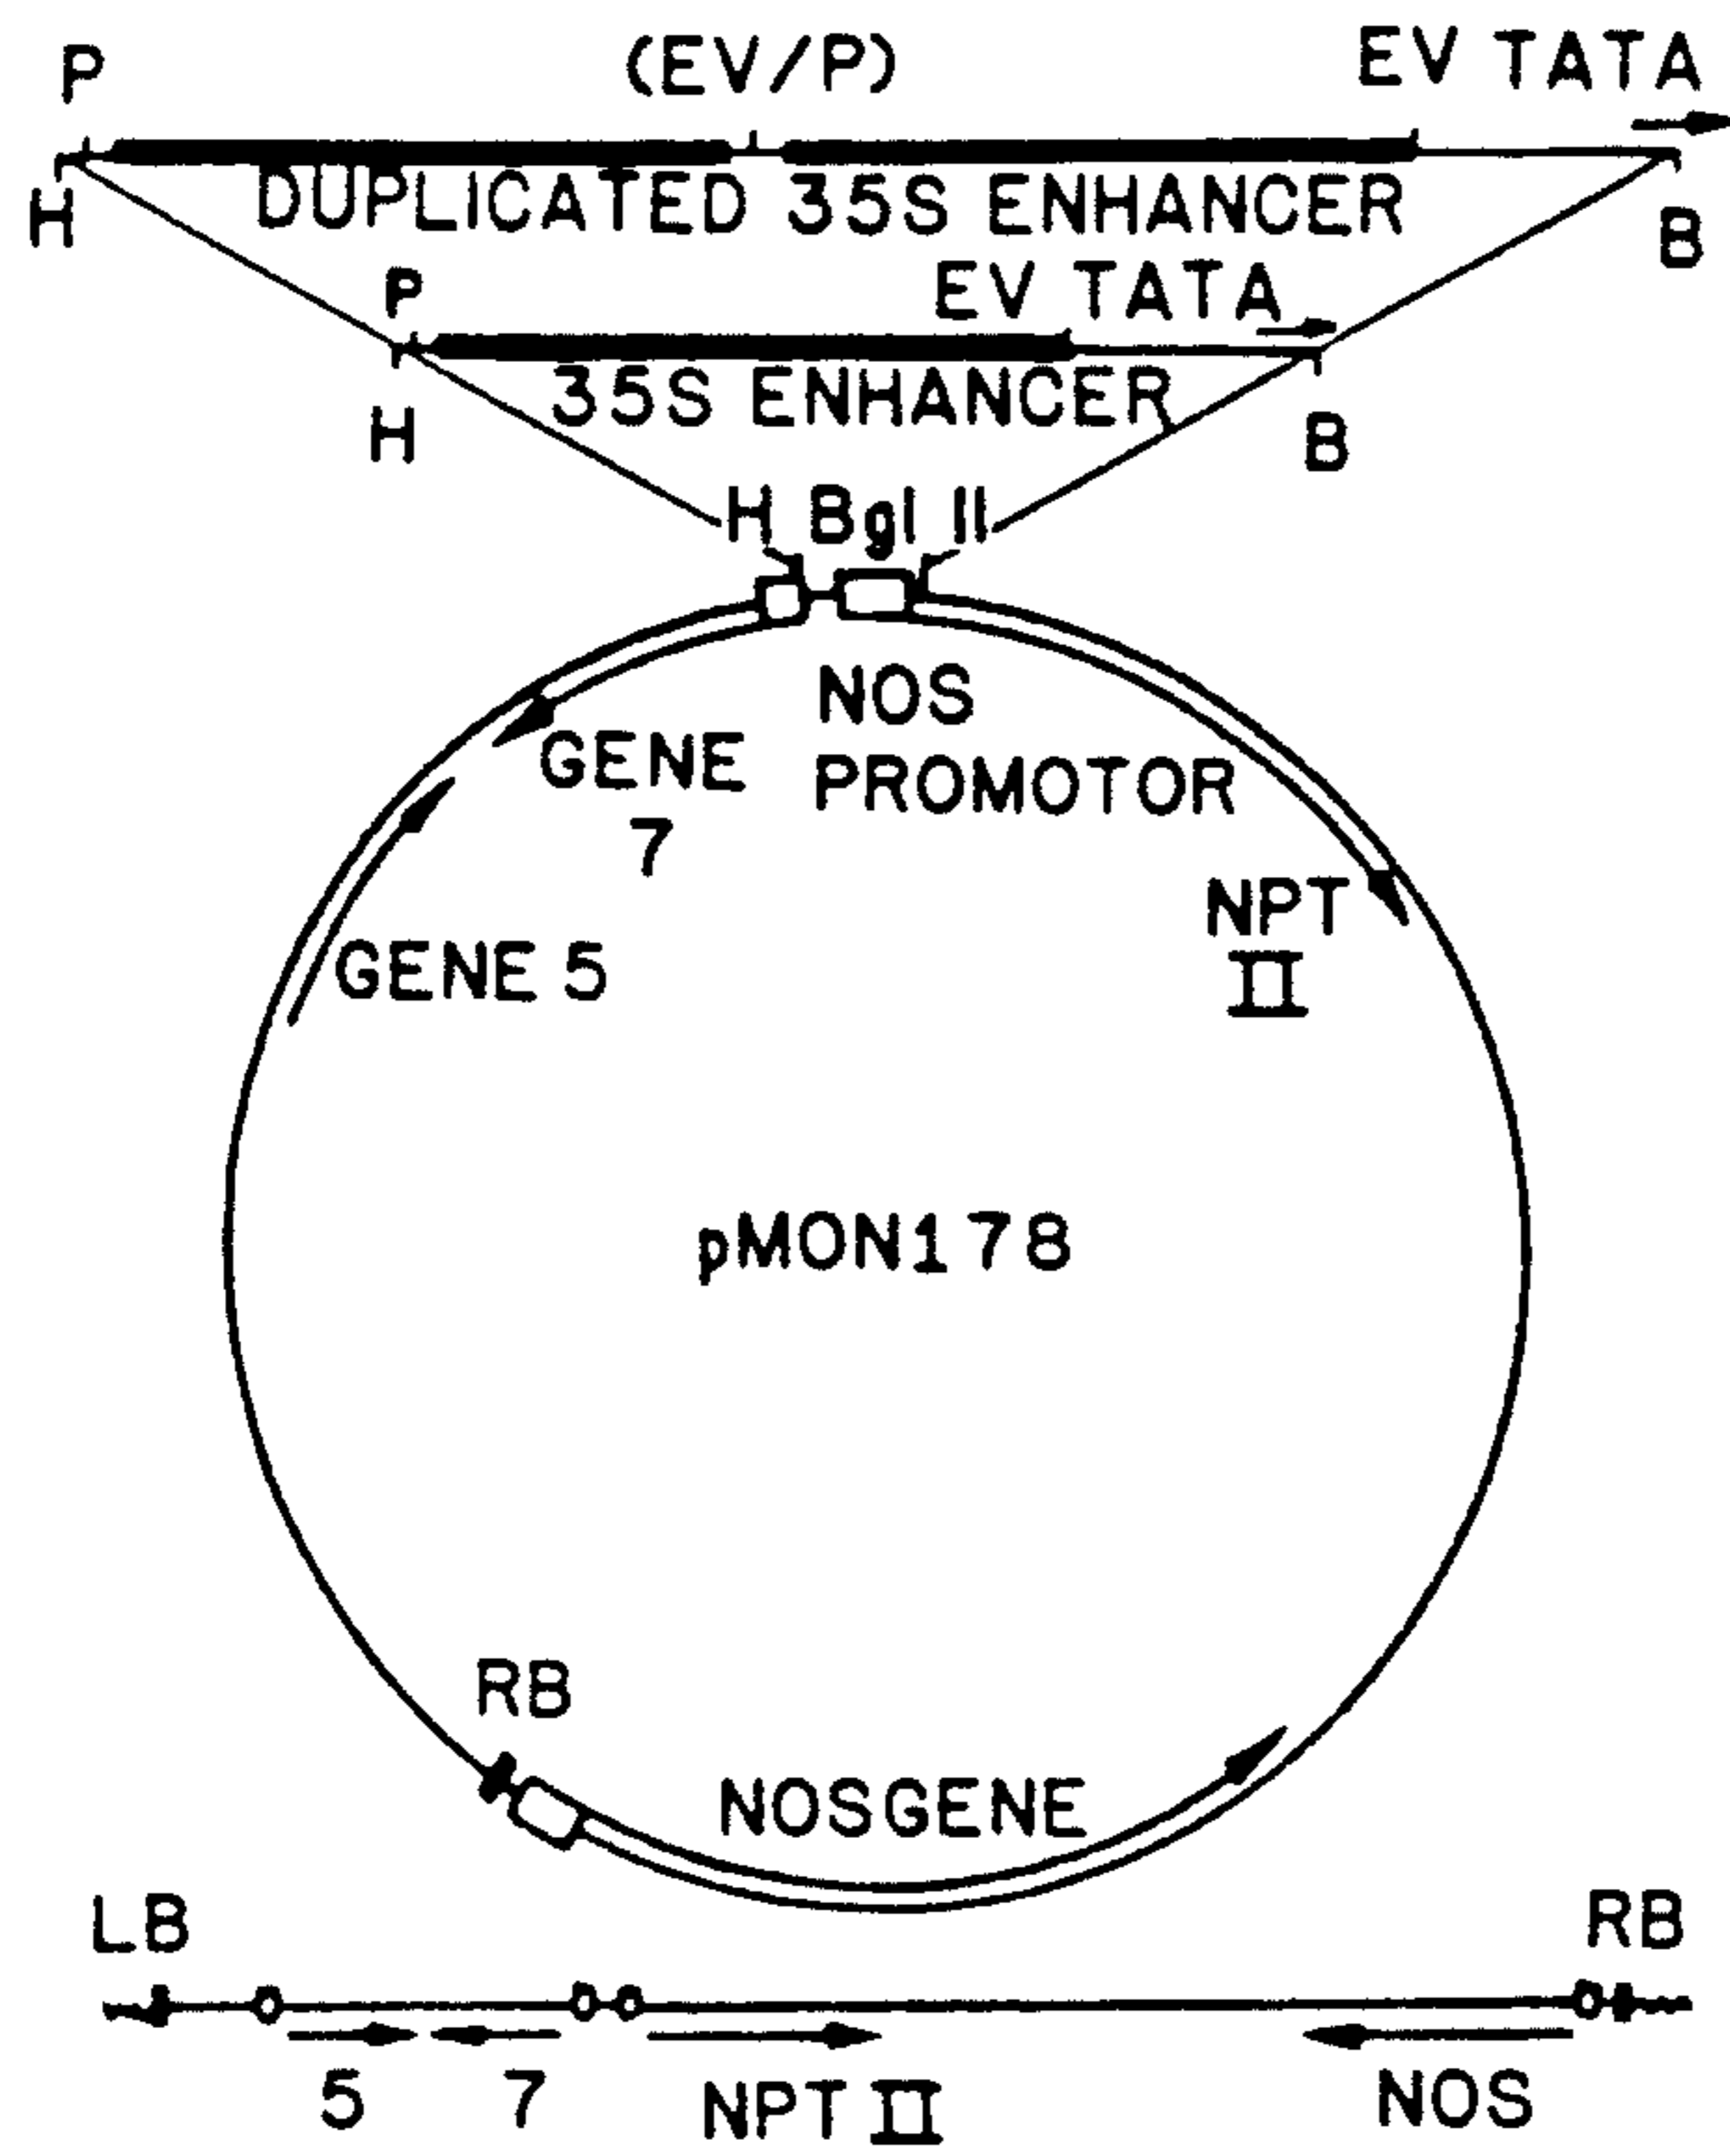 P (EV/P) EV TATA
DUPLICATED 35S ENHANCER
H B
P EV TATA
35S ENHANCER
H B
H Bgl II
NOS
PROMOTOR
GENE
7
NPT
II
GENE 5
pMON178
RB
NOSGENE
LB RB
5 7 NPT II NOS